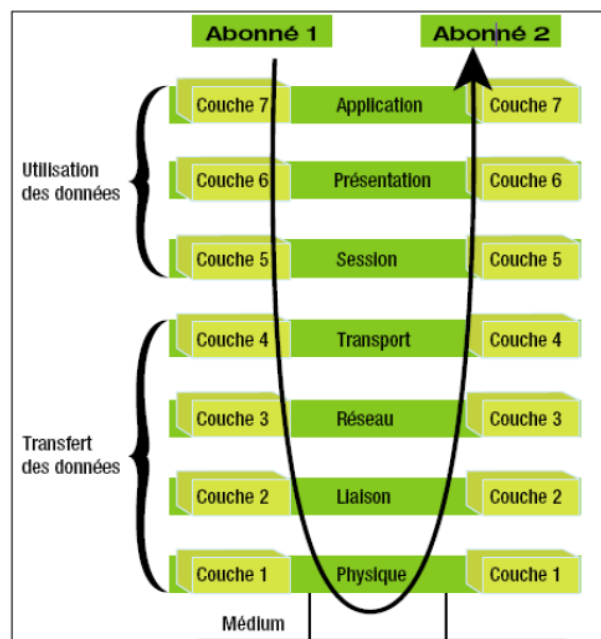 Abonné 1 Abonné 2
Couche 7 Application Couche 7
Utilisation
des données
Couche 6 Présentation Couche 6
Couche 5 Session Couche 5
Couche 4 Transport Couche 4
Transfert
des données
Couche 3 Réseau Couche 3
Couche 2 Liaison Couche 2
Couche 1 Physique Couche 1
Médium